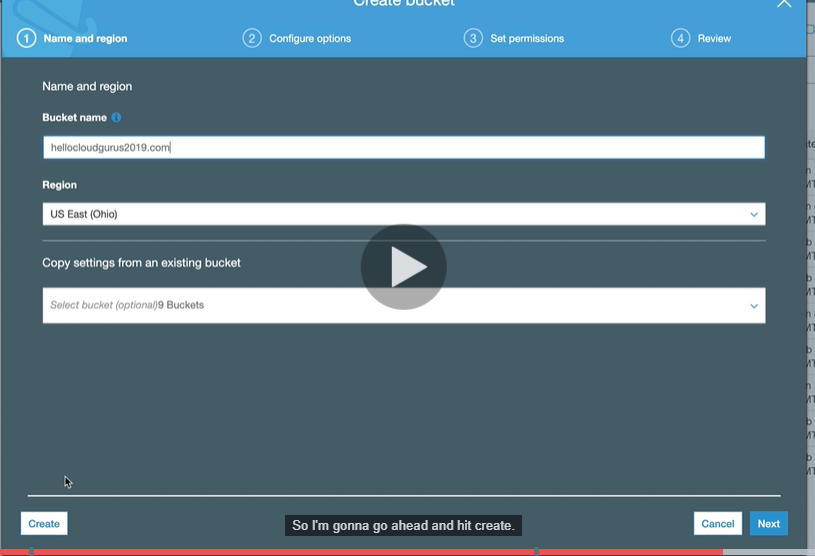 Create bucket
1 Name and region
2 Configure options
3 Set permissions
4 Review
Name and region
Bucket name
hellocloudgurus2019.com
Region
US East (Ohio)
Copy settings from an existing bucket
Select bucket (optional)9 Buckets
Create
So I'm gonna go ahead and hit create.
Cancel
Next